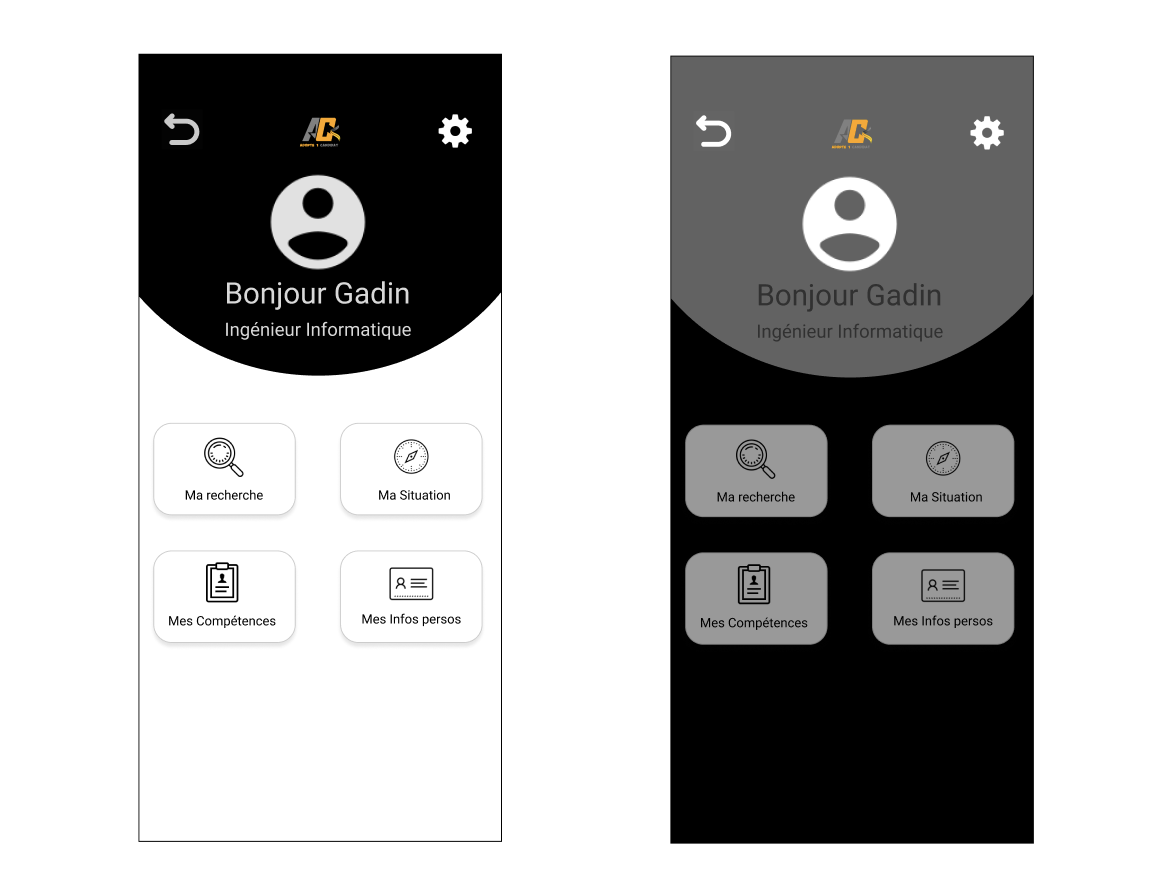 AC
Bonjour Gadin
Ingénieur Informatique
Ma recherche
Ma Situation
Mes Compétences
Mes Infos persos
AC
Bonjour Gadin
Ingénieur Informatique
Ma recherche
Ma Situation
Mes Compétences
Mes Infos persos